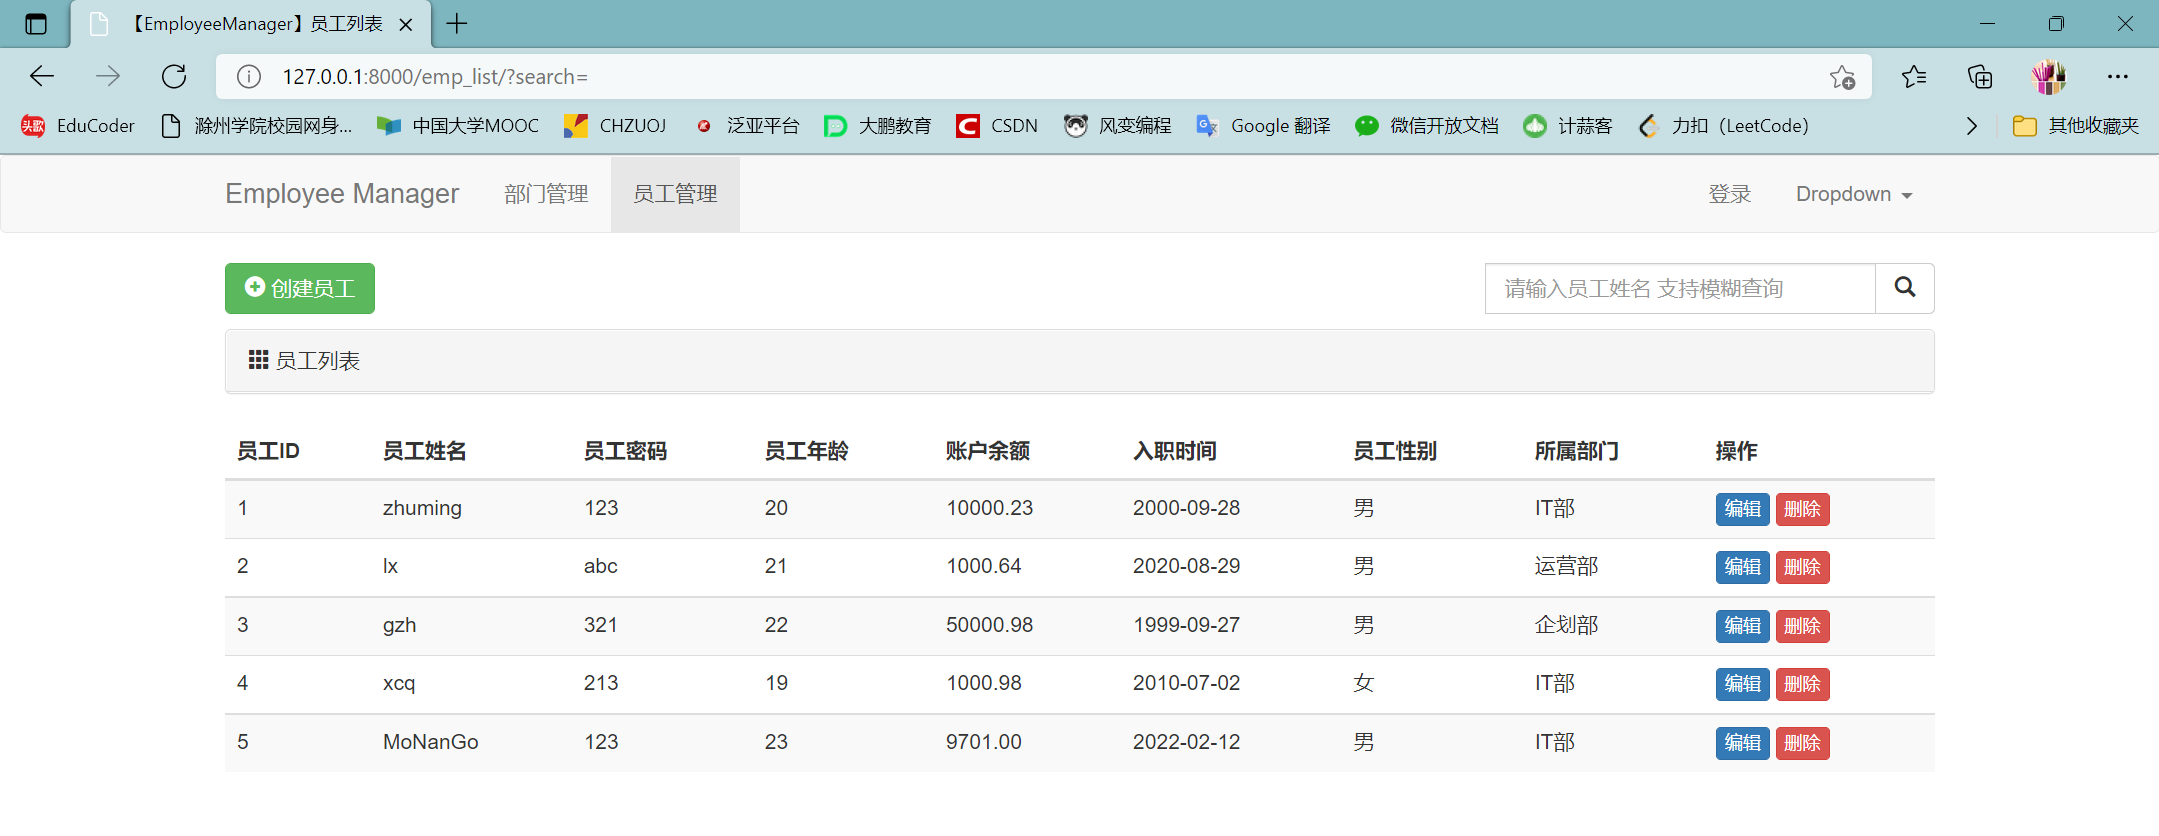 【EmployeeManager】员工列表
127.0.0.1:8000/emp_list/?search=
头歌 EduCoder 滁州学院校园网身... 中国大学MOOC CHZUOJ 泛亚平台 大鹏教育 CSDN 风变编程 Google 翻译 微信开放文档 计蒜客 力扣（LeetCode） 其他收藏夹
Employee Manager 部门管理 员工管理 登录 Dropdown
创建员工 请输入员工姓名 支持模糊查询
员工列表
员工ID 员工姓名 员工密码 员工年龄 账户余额 入职时间 员工性别 所属部门 操作
1 zhuming 123 20 10000.23 2000-09-28 男 IT部 编辑 删除
2 lx abc 21 1000.64 2020-08-29 男 运营部 编辑 删除
3 gzh 321 22 50000.98 1999-09-27 男 企划部 编辑 删除
4 xcq 213 19 1000.98 2010-07-02 女 IT部 编辑 删除
5 MoNanGo 123 23 9701.00 2022-02-12 男 IT部 编辑 删除